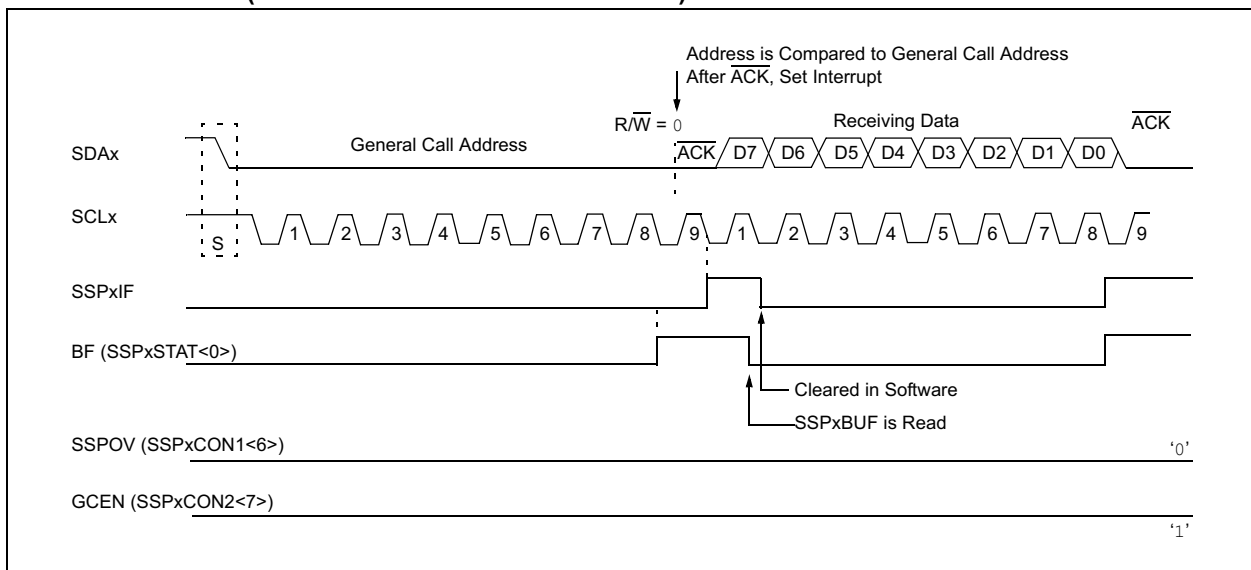 Address is Compared to General Call Address
After ACK, Set Interrupt
R/W = 0
Receiving Data
ACK
SDAx
General Call Address
ACK D7 D6 D5 D4 D3 D2 D1 D0
SCLx
S
1 2 3 4 5 6 7 8 9 1 2 3 4 5 6 7 8 9
SSPxIF
BF (SSPxSTAT<0>)
Cleared in Software
SSPxBUF is Read
SSPOV (SSPxCON1<6>)
‘0’
GCEN (SSPxCON2<7>)
‘1’